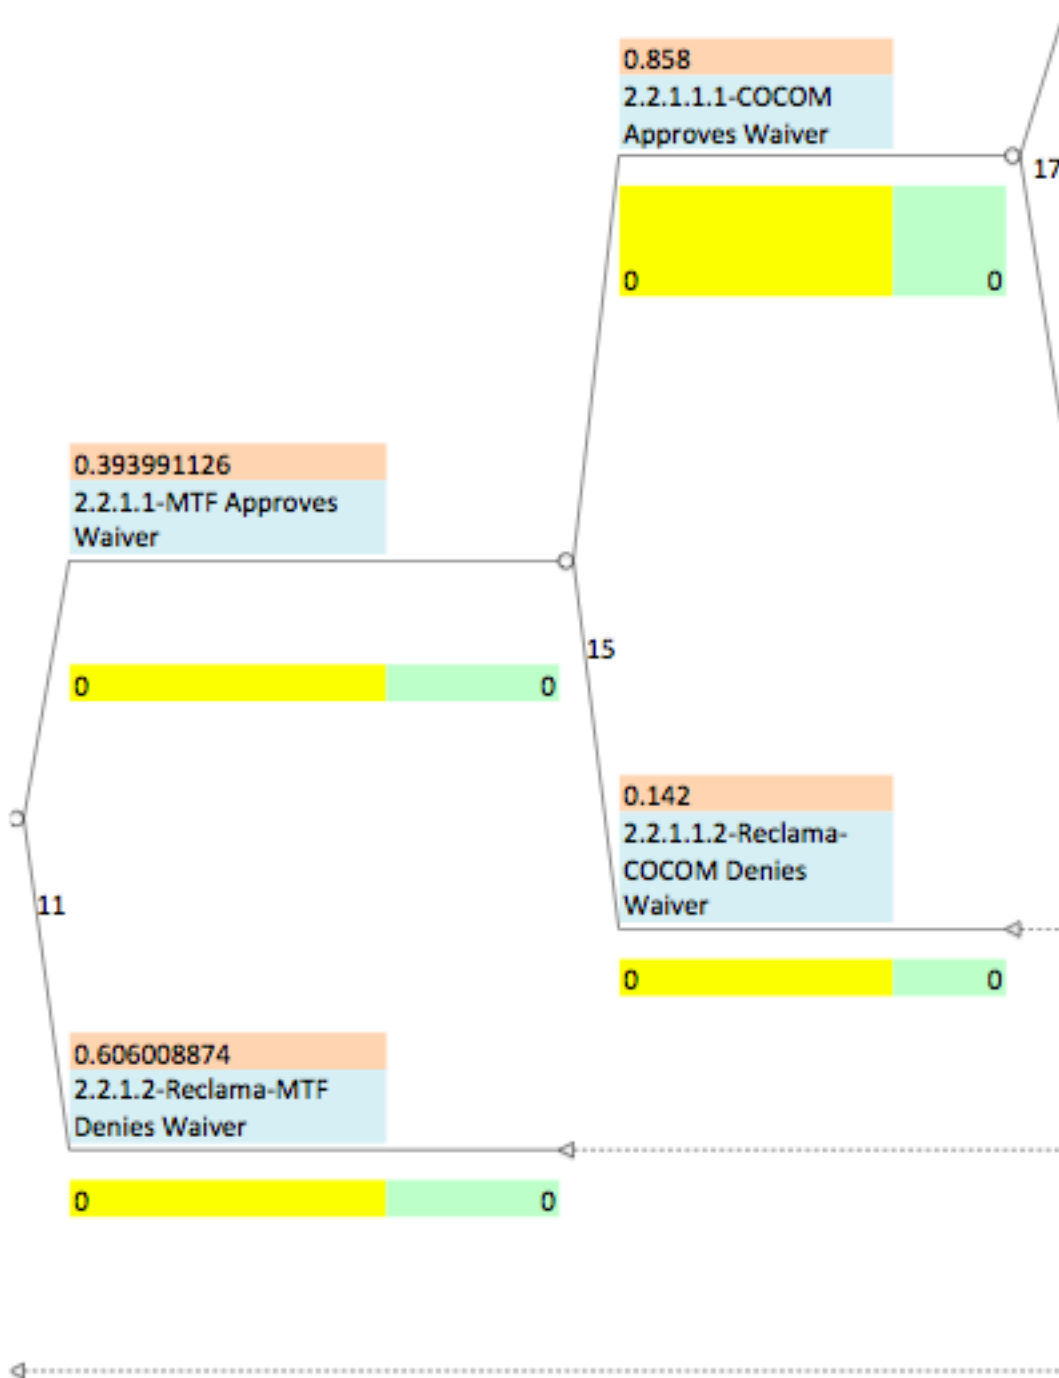 0.858
2.2.1.1.1-COCOM
Approves Waiver
17
0 0
0.393991126
2.2.1.1-MTF Approves
Waiver
15
0 0
0.142
2.2.1.1.2-Reclama-
COCOM Denies
Waiver
11
0 0
0.606008874
2.2.1.2-Reclama-MTF
Denies Waiver
0 0